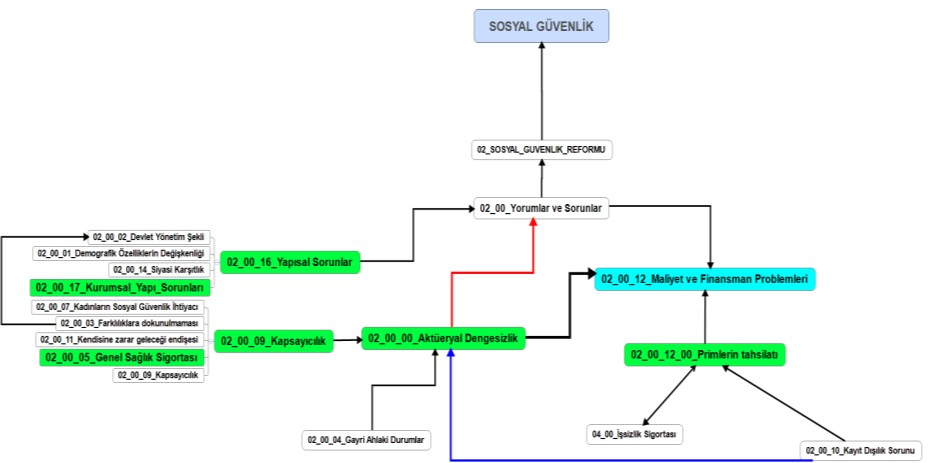 SOSYAL GÜVENLİK
02_SOSYAL_GUVENLIK_REFORMU
02_00_Yorumlar ve Sorunlar
02_00_02_Devlet Yönetim Şekli
02_00_01_Demografik Özelliklerin Değişkenliği
02_00_16_Yapısal Sorunlar
02_00_14_Siyasi Karşıtlık
02_00_12_Maliyet ve Finansman Problemleri
02_00_17_Kurumsal_Yapı_Sorunları
02_00_07_Kadınların Sosyal Güvenlik İhtiyacı
02_00_03_Farklılıklara dokunulmaması
02_00_11_Kendisine zarar geleceği endişesi
02_00_09_Kapsayıcılık
02_00_00_Aktüeryal Dengesizlik
02_00_05_Genel Sağlık Sigortası
02_00_12_00_Primlerin tahsilatı
02_00_09_Kapsayıcılık
04_00_İşsizlik Sigortası
02_00_04_Gayri Ahlaki Durumlar
02_00_10_Kayıt Dışılık Sorunu